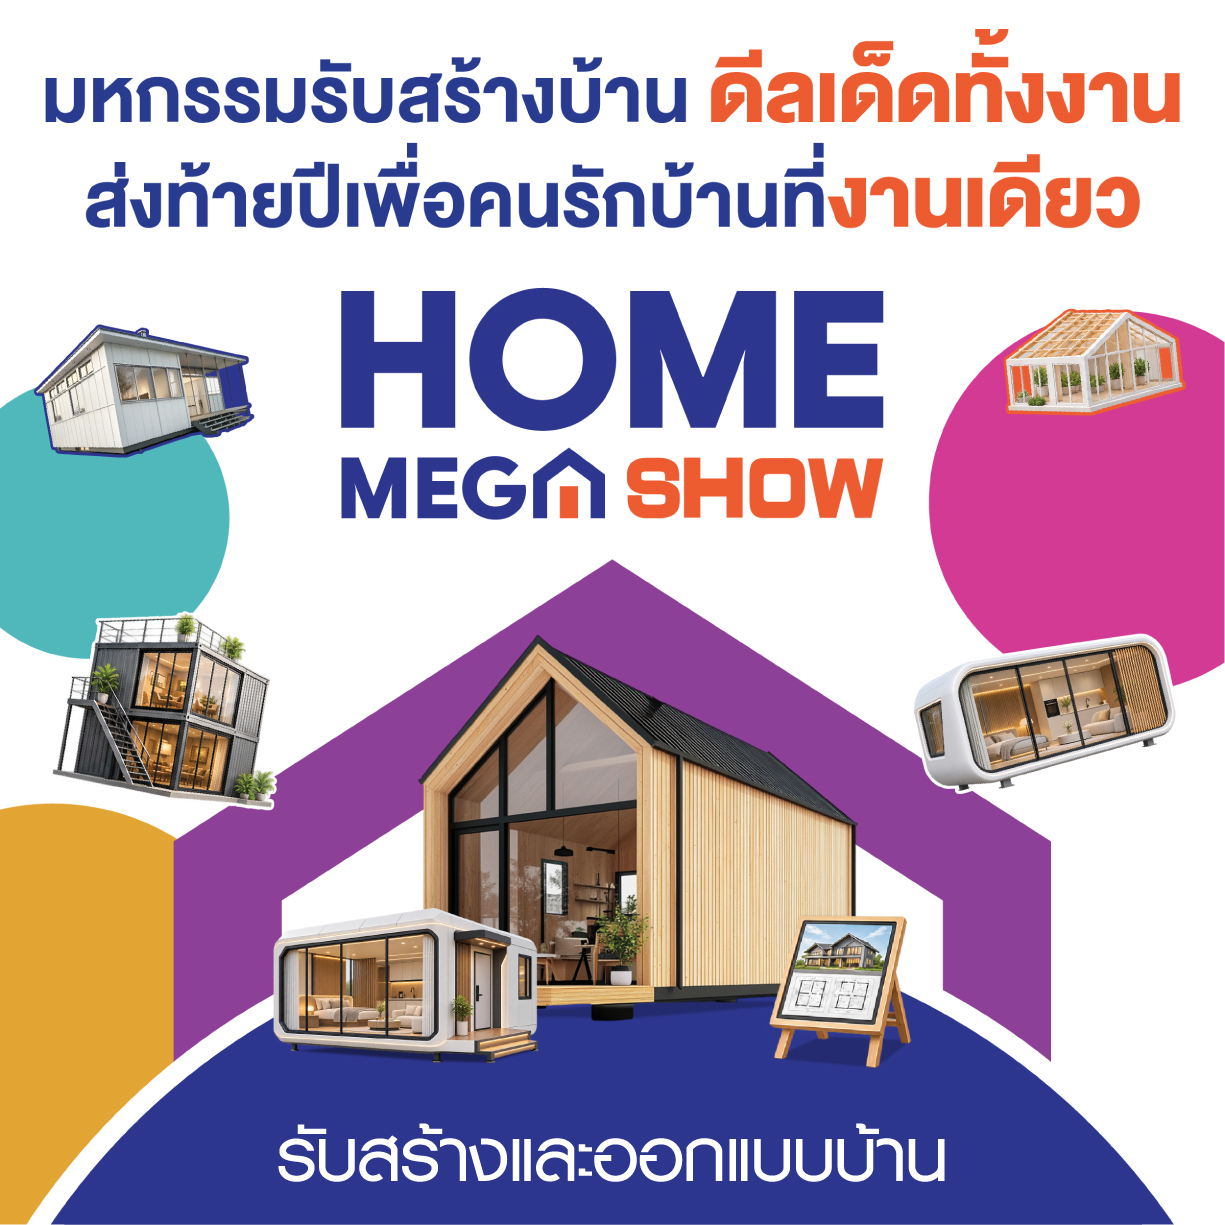 มหกรรมรับสร้างบ้าน ดีลเด็ดทั้งงาน
ส่งท้ายปีเพื่อคนรักบ้านที่งานเดียว
HOME
MEGA SHOW
รับสร้างและออกแบบบ้าน